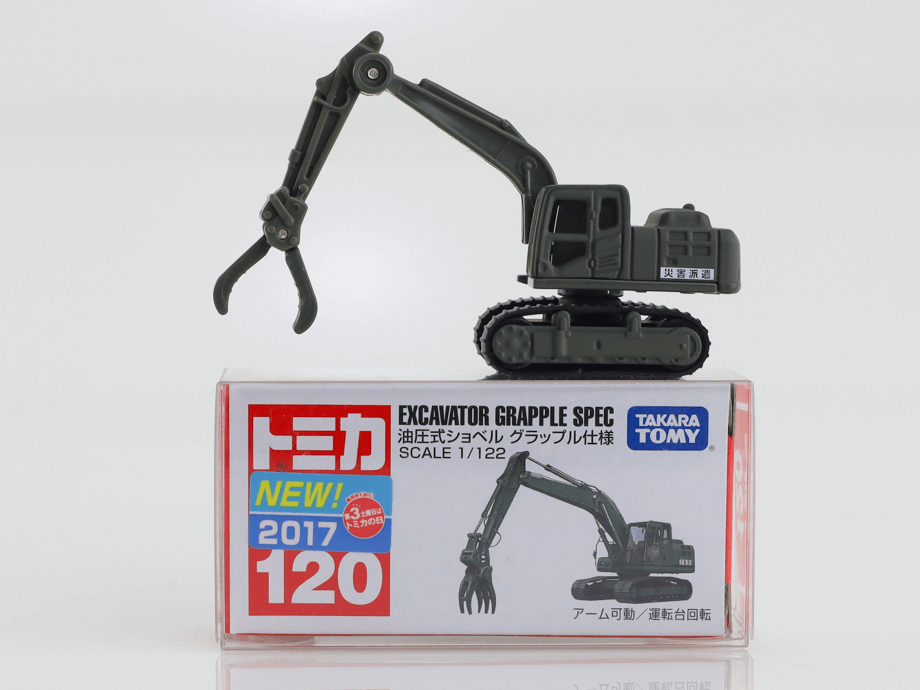 災害派遣
トミカ
EXCAVATOR GRAPPLE SPEC
油圧式ショベル グラップル仕様
SCALE 1/122
TAKARA
TOMY
®
NEW!
2017
第3土曜日は
トミカの日
120
アーム可動/運転台回転